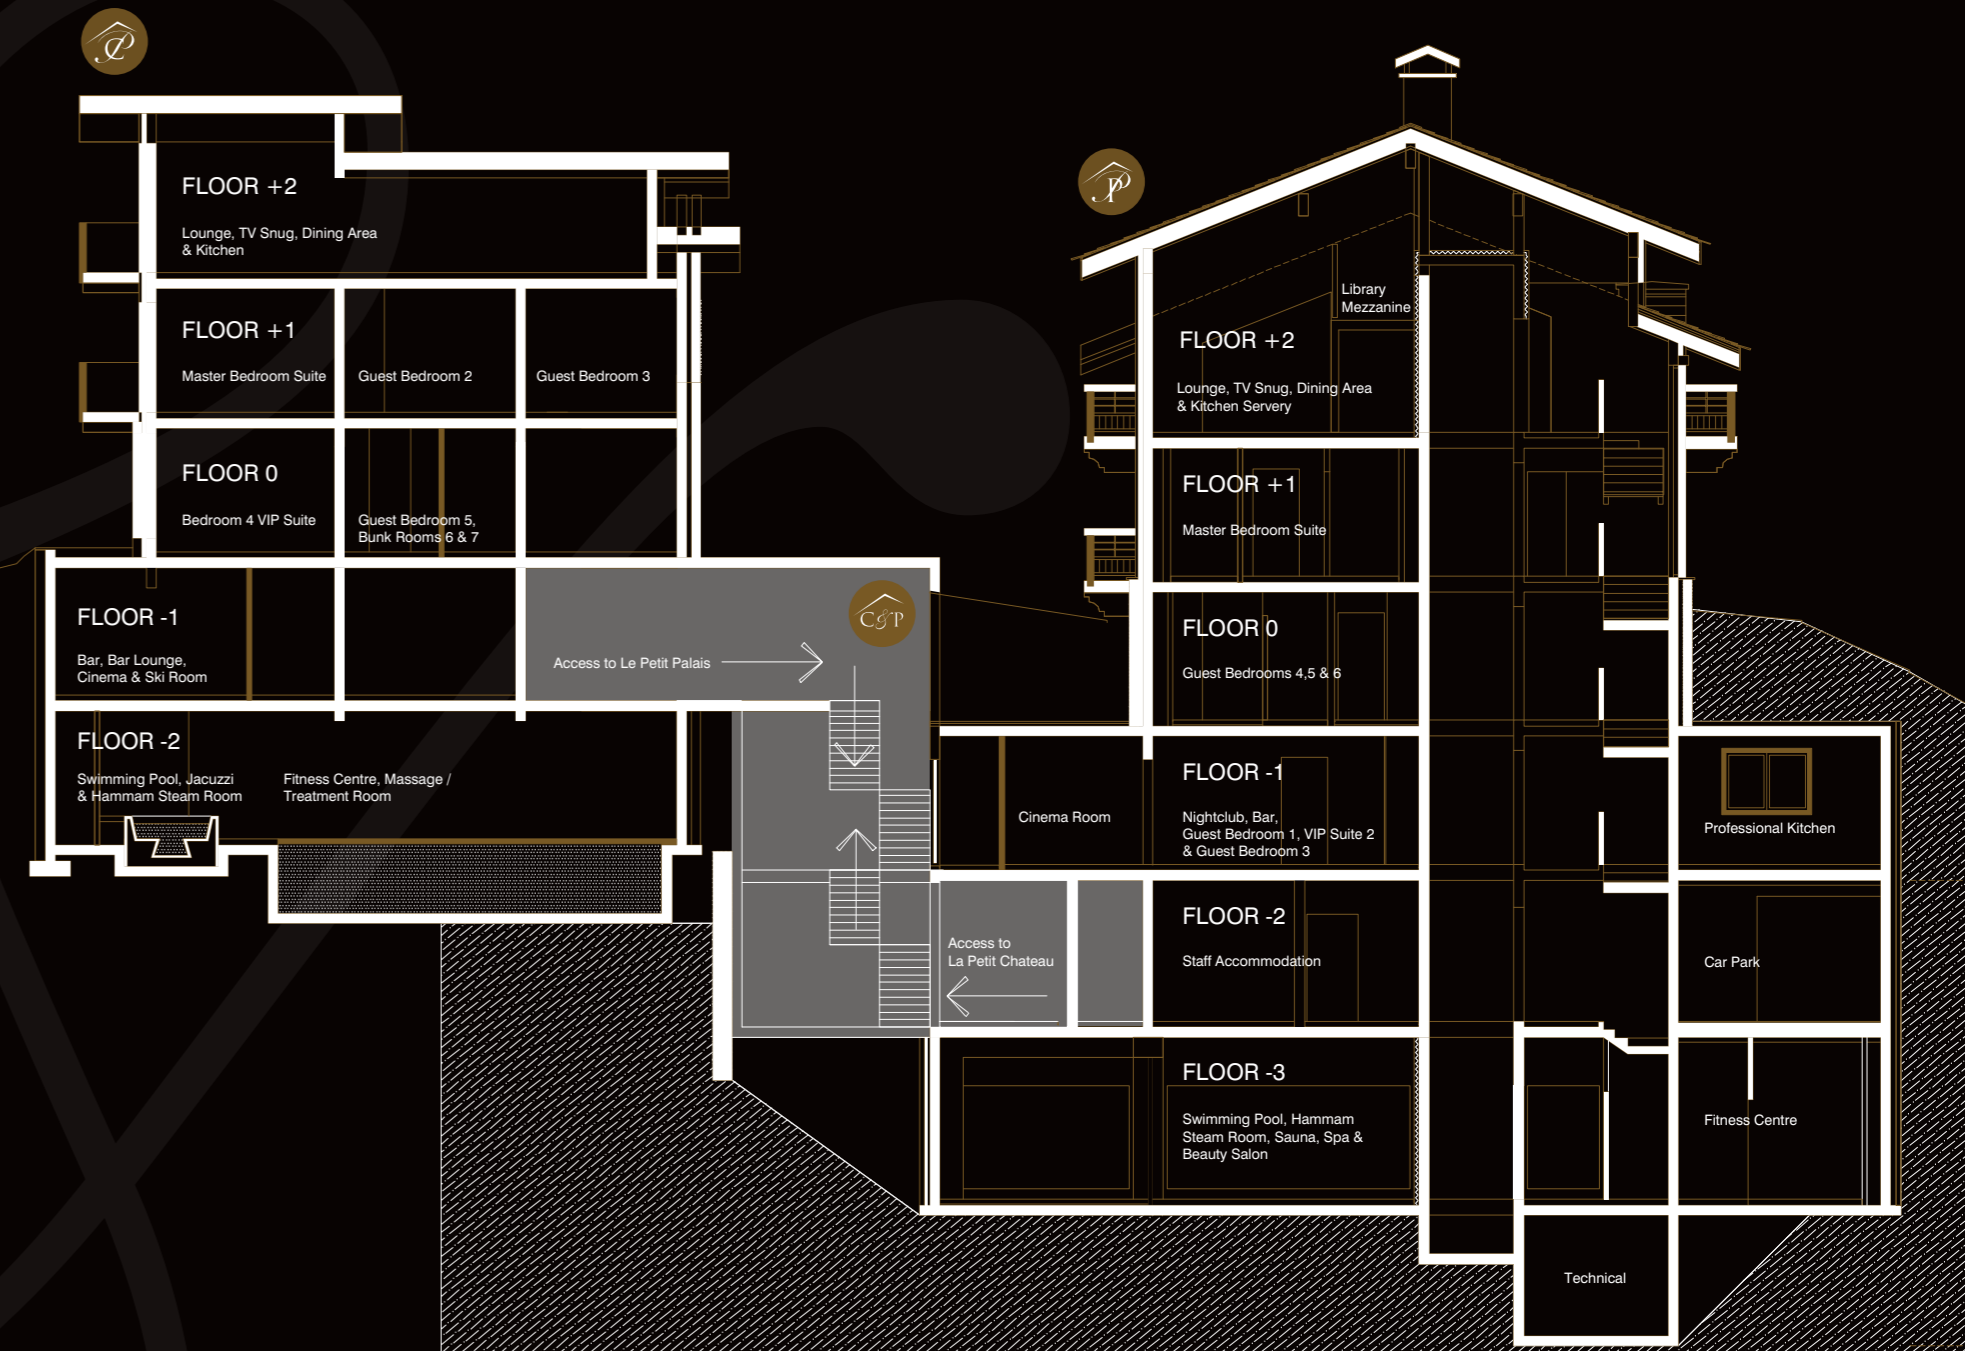 FLOOR +2
Lounge, TV Snug, Dining Area
& Kitchen
FLOOR +1
Master Bedroom Suite
Guest Bedroom 2
Guest Bedroom 3
FLOOR 0
Bedroom 4 VIP Suite
Guest Bedroom 5,
Bunk Rooms 6 & 7
FLOOR -1
Bar, Bar Lounge,
Cinema & Ski Room
Access to Le Petit Palais
C&P
FLOOR -2
Swimming Pool, Jacuzzi
& Hammam Steam Room
Fitness Centre, Massage /
Treatment Room
Access to
La Petit Chateau
Library
Mezzanine
FLOOR +2
Lounge, TV Snug, Dining Area
& Kitchen Servery
FLOOR +1
Master Bedroom Suite
FLOOR 0
Guest Bedrooms 4,5 & 6
Cinema Room
FLOOR -1
Nightclub, Bar,
Guest Bedroom 1, VIP Suite 2
& Guest Bedroom 3
Professional Kitchen
FLOOR -2
Staff Accommodation
Car Park
FLOOR -3
Swimming Pool, Hammam
Steam Room, Sauna, Spa &
Beauty Salon
Fitness Centre
Technical